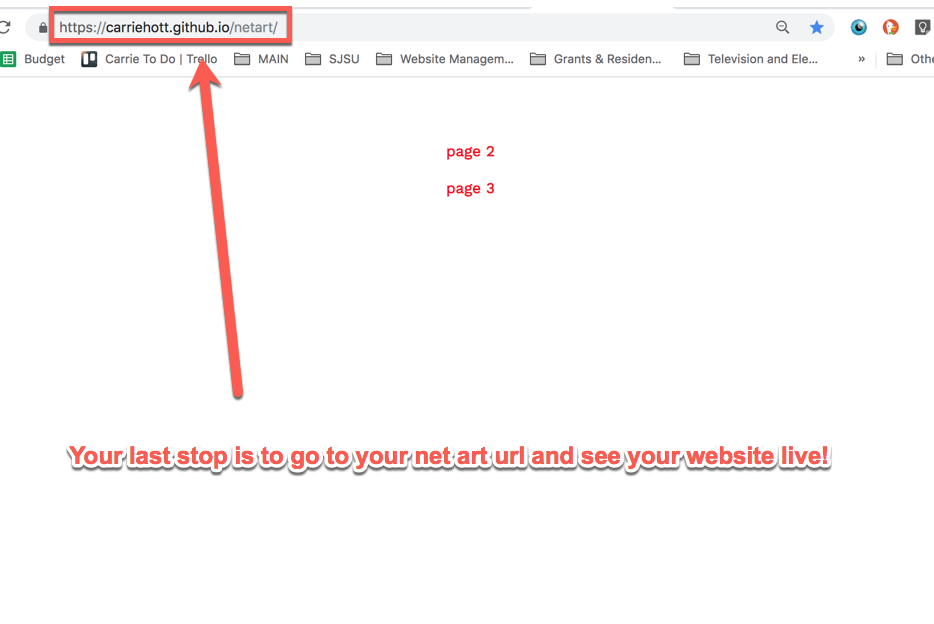 https://carriehott.github.io/netart/
Budget Carrie To Do | Trello MAIN SJSU Website Managem... Grants & Residen... Television and Ele... » Othe
page 2
page 3
Your last stop is to go to your net art url and see your website live!